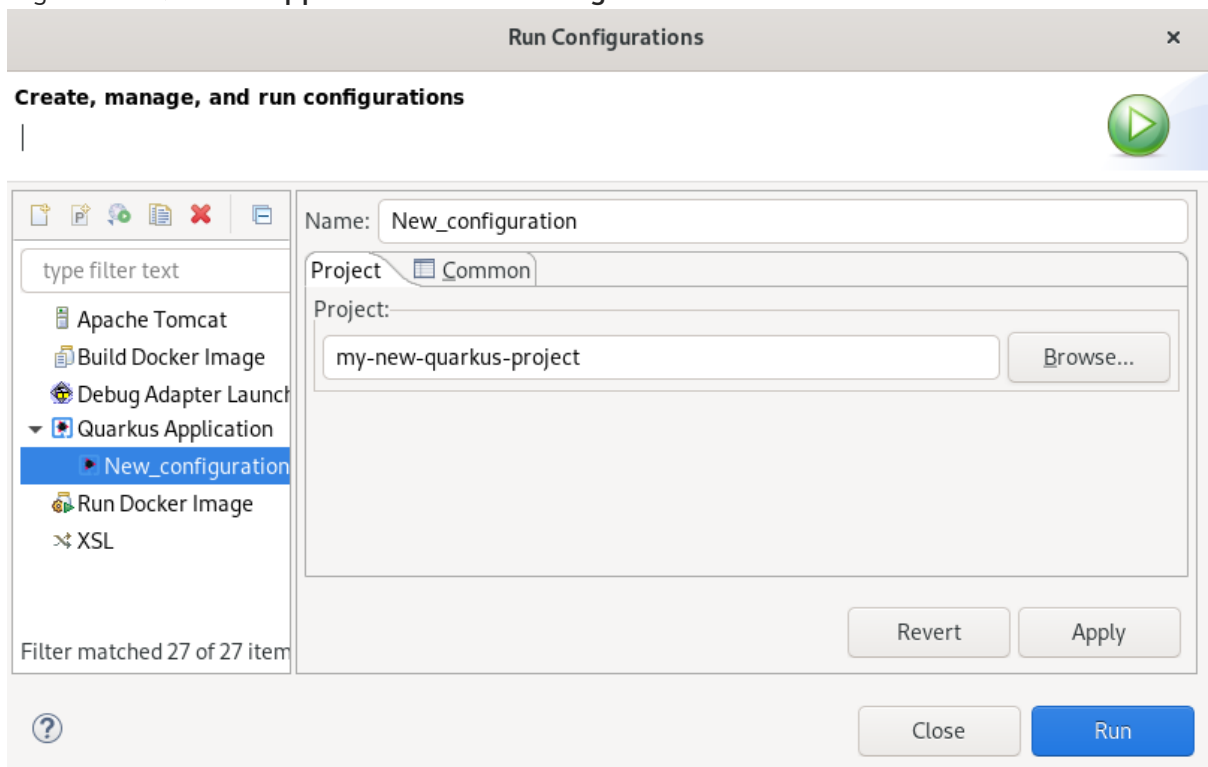 Run Configurations
Create, manage, and run configurations
Name: New_configuration
type filter text
Project
Common
Apache Tomcat
Project:
Build Docker Image
my-new-quarkus-project
Browse...
Debug Adapter Launch
Quarkus Application
New_configuration
Run Docker Image
XSL
Revert
Apply
Filter matched 27 of 27 item
Close
Run